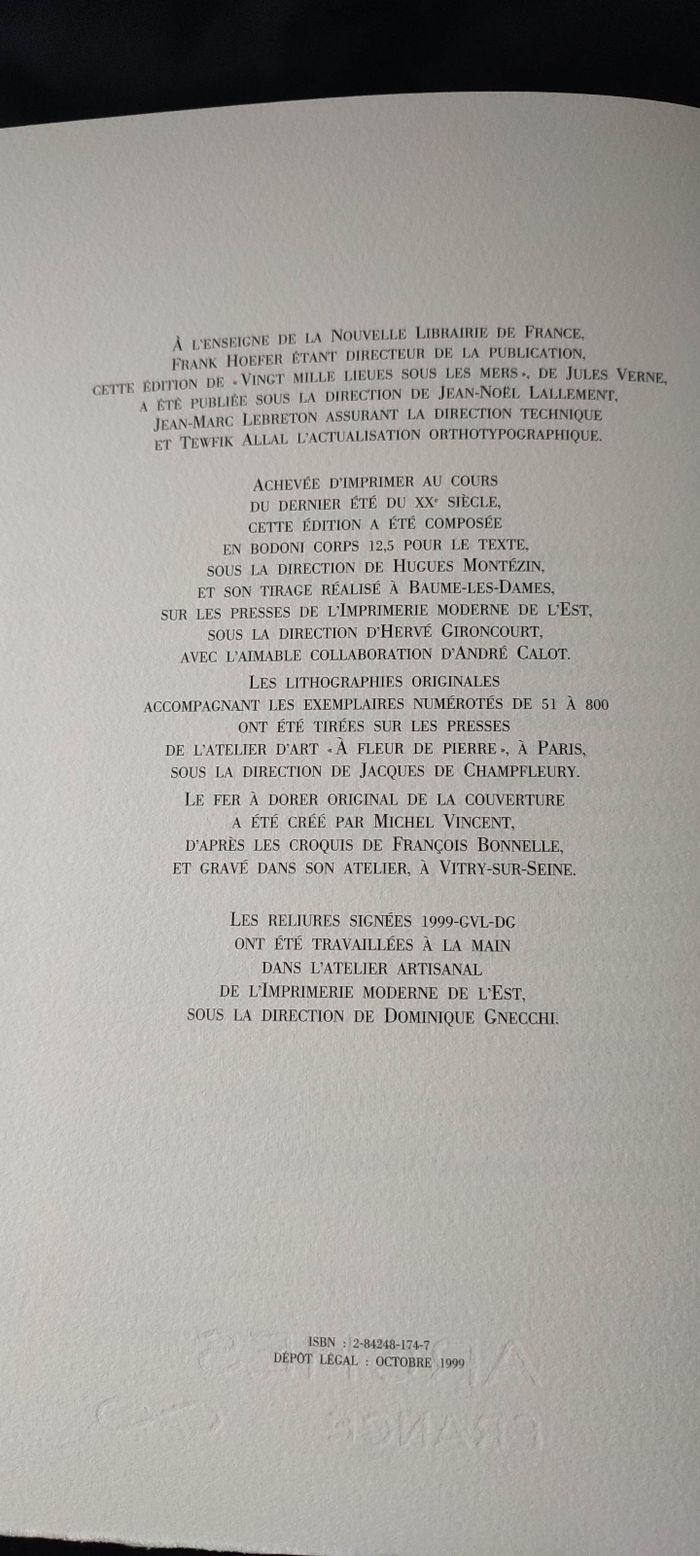 À L'ENSEIGNE DE LA NOUVELLE LIBRAIRIE DE FRANCE,
FRANK HOEFER ÉTANT DIRECTEUR DE LA PUBLICATION,
CETTE ÉDITION DE « VINGT MILLE LIEUES SOUS LES MERS », DE JULES VERNE,
A ÉTÉ PUBLIÉE SOUS LA DIRECTION DE JEAN-NOËL LALLEMENT,
JEAN-MARC LEBRETON ASSURANT LA DIRECTION TECHNIQUE
ET TEWFIK ALLAL L'ACTUALISATION ORTHOTYPOGRAPHIQUE.
ACHEVÉE D'IMPRIMER AU COURS
DU DERNIER ÉTÉ DU XXe SIÈCLE,
CETTE ÉDITION A ÉTÉ COMPOSÉE
EN BODONI CORPS 12,5 POUR LE TEXTE,
SOUS LA DIRECTION DE HUGUES MONTÉZIN,
ET SON TIRAGE RÉALISÉ À BAUME-LES-DAMES,
SUR LES PRESSES DE L'IMPRIMERIE MODERNE DE L'EST,
SOUS LA DIRECTION D'HERVÉ GIRONCOURT,
AVEC L'AIMABLE COLLABORATION D'ANDRÉ CALOT.
LES LITHOGRAPHIES ORIGINALES
ACCOMPAGNANT LES EXEMPLAIRES NUMÉROTÉS DE 51 À 800
ONT ÉTÉ TIRÉES SUR LES PRESSES
DE L'ATELIER D'ART « À FLEUR DE PIERRE », À PARIS,
SOUS LA DIRECTION DE JACQUES DE CHAMPFLEURY.
LE FER À DORER ORIGINAL DE LA COUVERTURE
A ÉTÉ CRÉÉ PAR MICHEL VINCENT,
D'APRÈS LES CROQUIS DE FRANÇOIS BONNELLE,
ET GRAVÉ DANS SON ATELIER, À VITRY-SUR-SEINE.
LES RELIURES SIGNÉES 1999-GVL-DG
ONT ÉTÉ TRAVAILLÉES À LA MAIN
DANS L'ATELIER ARTISANAL
DE L'IMPRIMERIE MODERNE DE L'EST,
SOUS LA DIRECTION DE DOMINIQUE GNECCHI.
ISBN : 2-84248-174-7
DÉPÔT LÉGAL : OCTOBRE 1999
FRANCE